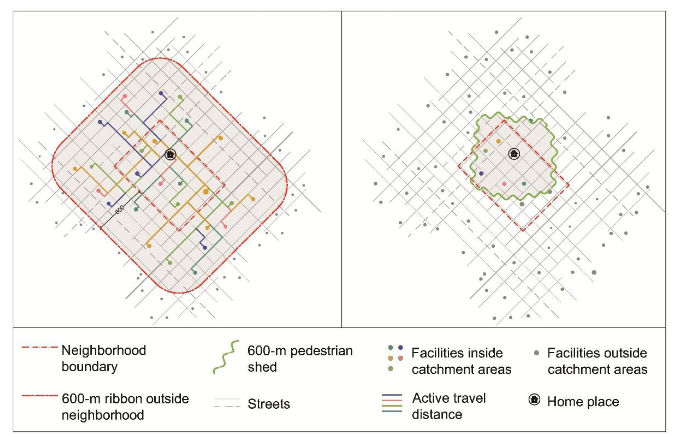 600
Neighborhood
boundary
600-m pedestrian
shed
Facilities inside
catchment areas
Facilities outside
catchment areas
600-m ribbon outside
neighborhood
Streets
Active travel
distance
Home place